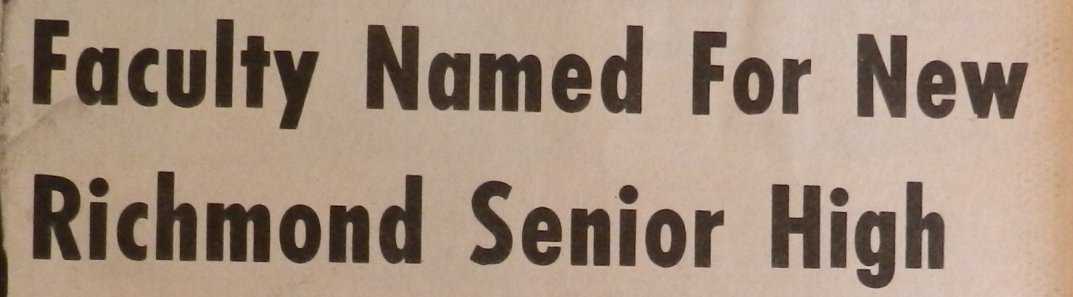 Faculty Named For New
Richmond Senior High